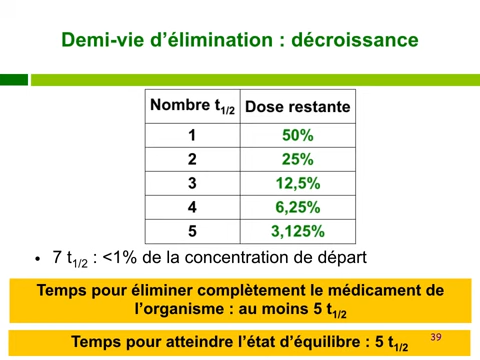 Demi-vie d’élimination : décroissance
Nombre t1/2 Dose restante
1 50%
2 25%
3 12,5%
4 6,25%
5 3,125%
• 7 t1/2 : <1% de la concentration de départ
Temps pour éliminer complètement le médicament de
l’organisme : au moins 5 t1/2
Temps pour atteindre l’état d’équilibre : 5 t1/2
39